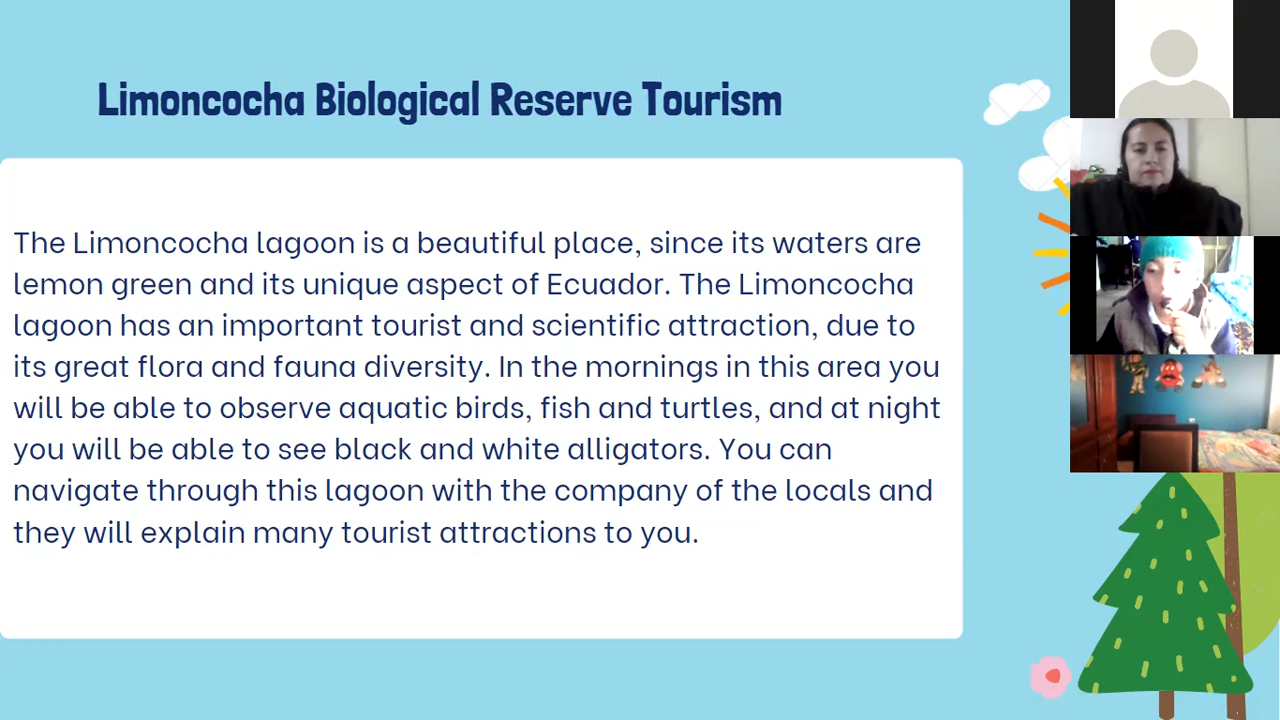 Limoncocha Biological Reserve Tourism
The Limoncocha lagoon is a beautiful place, since its waters are
lemon green and its unique aspect of Ecuador. The Limoncocha
lagoon has an important tourist and scientific attraction, due to
its great flora and fauna diversity. In the mornings in this area you
will be able to observe aquatic birds, fish and turtles, and at night
you will be able to see black and white alligators. You can
navigate through this lagoon with the company of the locals and
they will explain many tourist attractions to you.